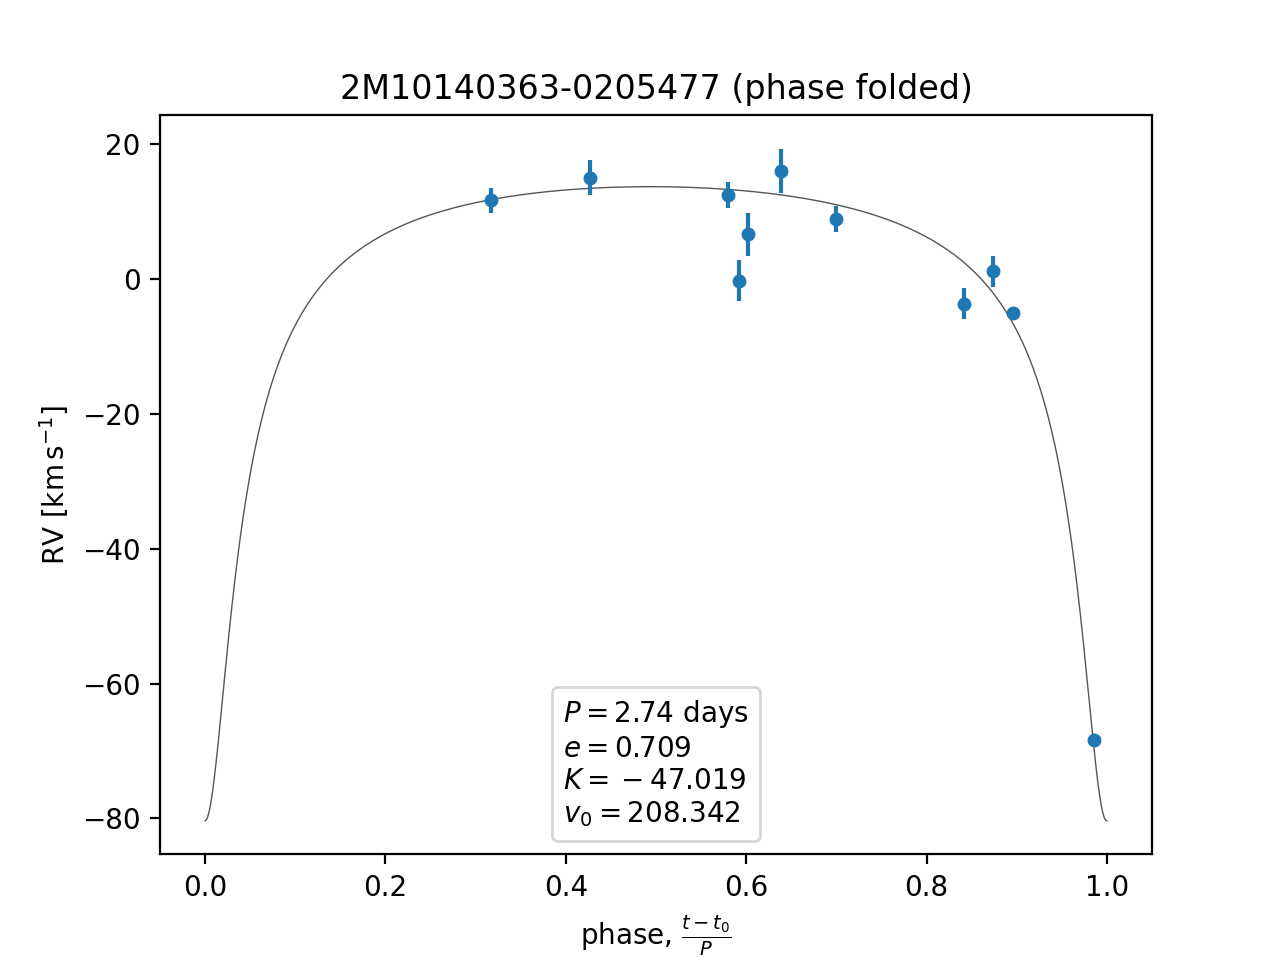 2M10140363-0205477 (phase folded)
RV [km s⁻¹]
20
0
−20
−40
−60
−80
P = 2.74 days
e = 0.709
K = − 47.019
v₀ = 208.342
0.0 0.2 0.4 0.6 0.8 1.0
phase, (t − t₀)/P